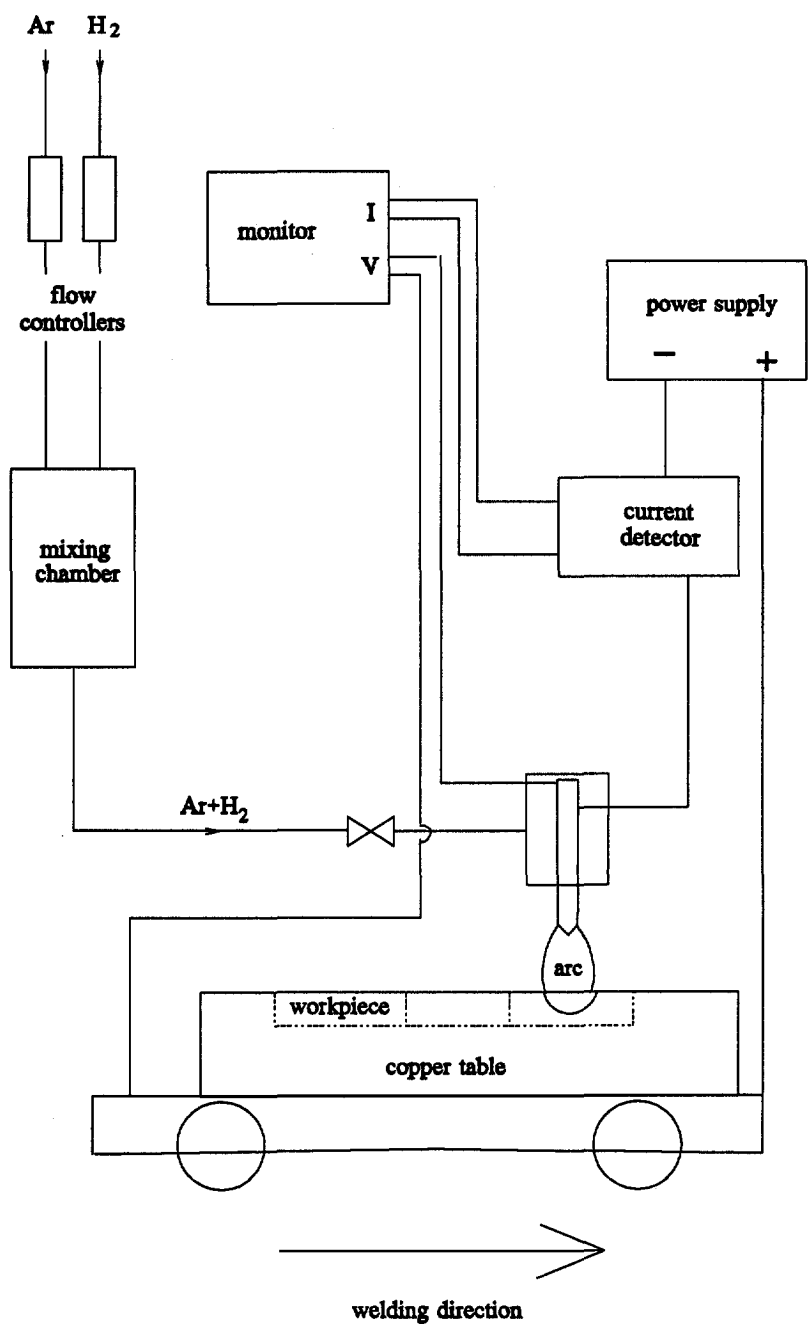 Ar
H2
monitor
I
V
flow
controllers
power supply
− +
current
detector
mixing
chamber
Ar+H2
arc
workpiece
copper table
welding direction